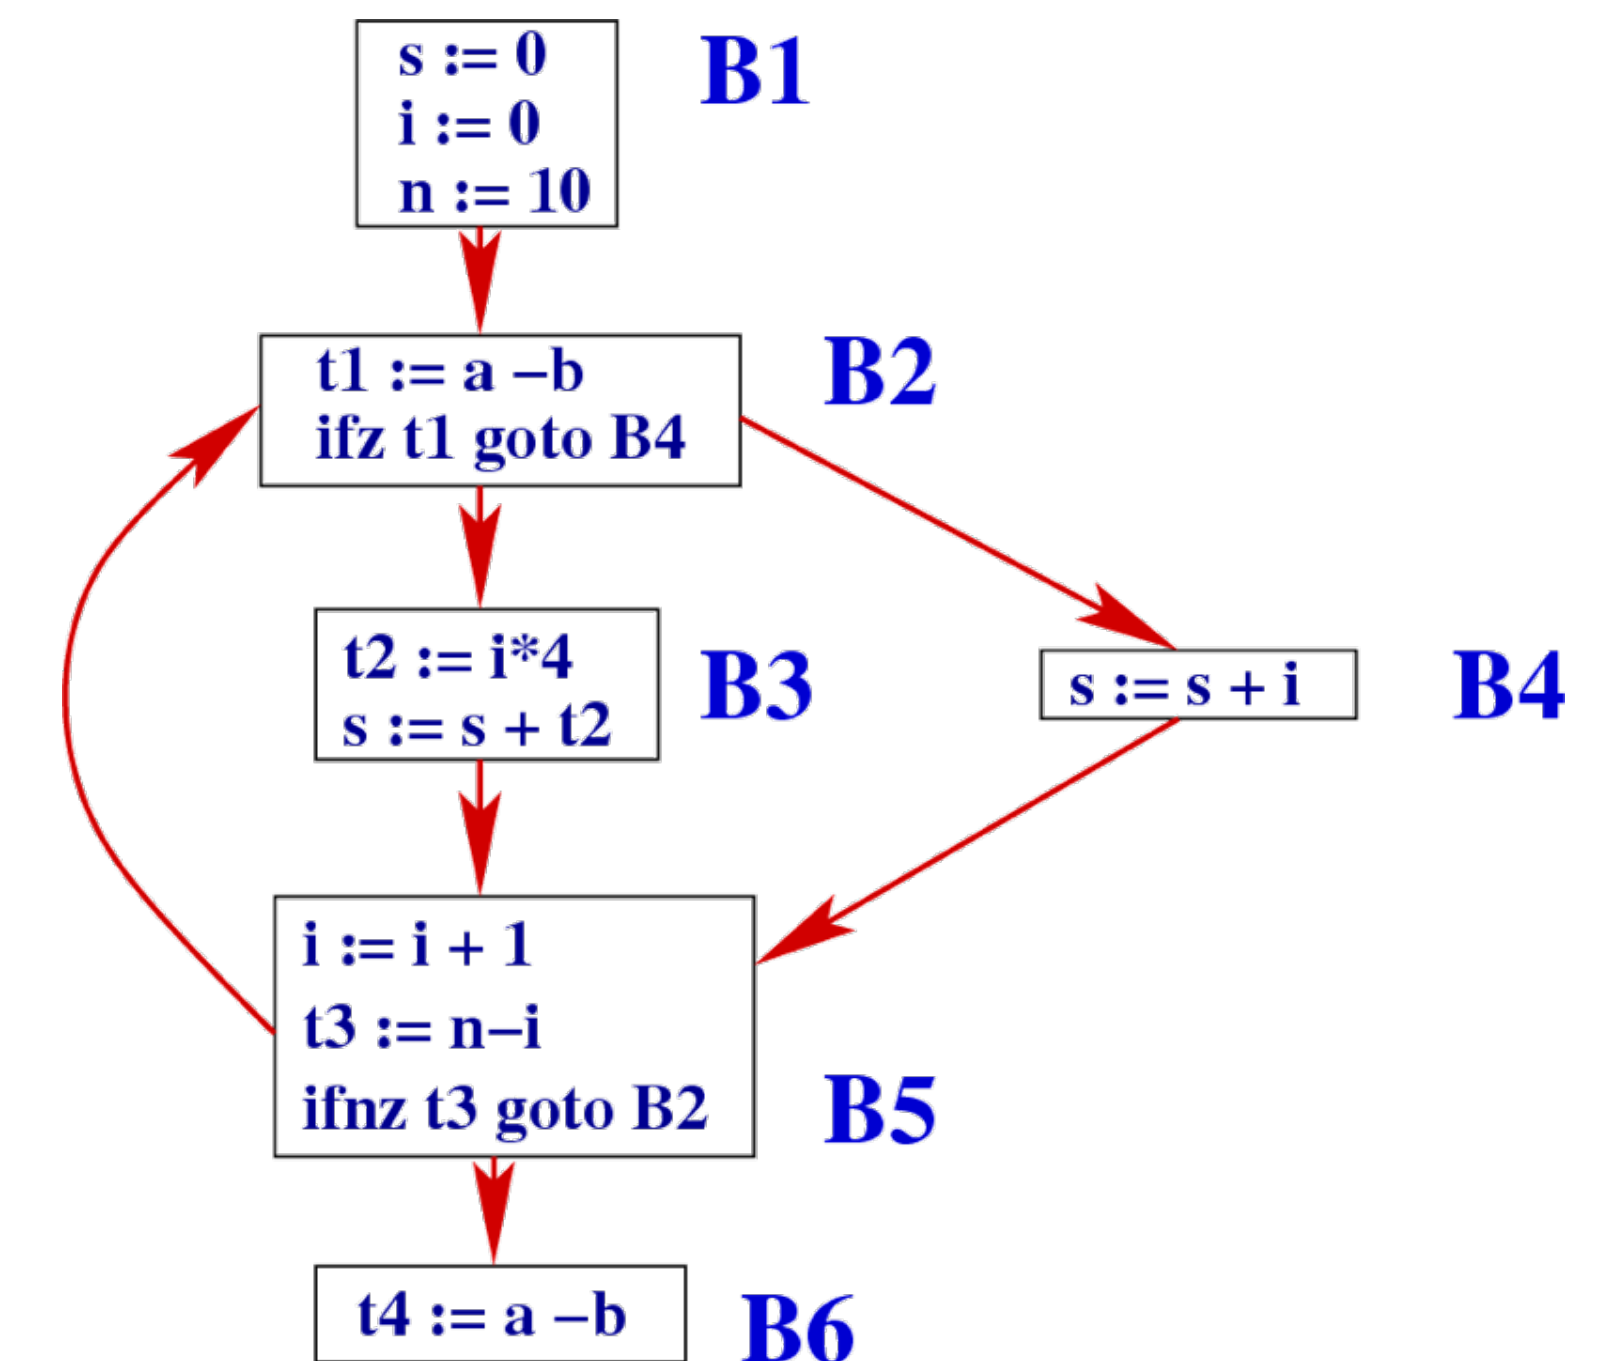 s := 0
i := 0
n := 10
B1
t1 := a −b
ifz t1 goto B4
B2
t2 := i*4
s := s + t2
B3
s := s + i
B4
i := i + 1
t3 := n−i
ifnz t3 goto B2
B5
t4 := a −b
B6